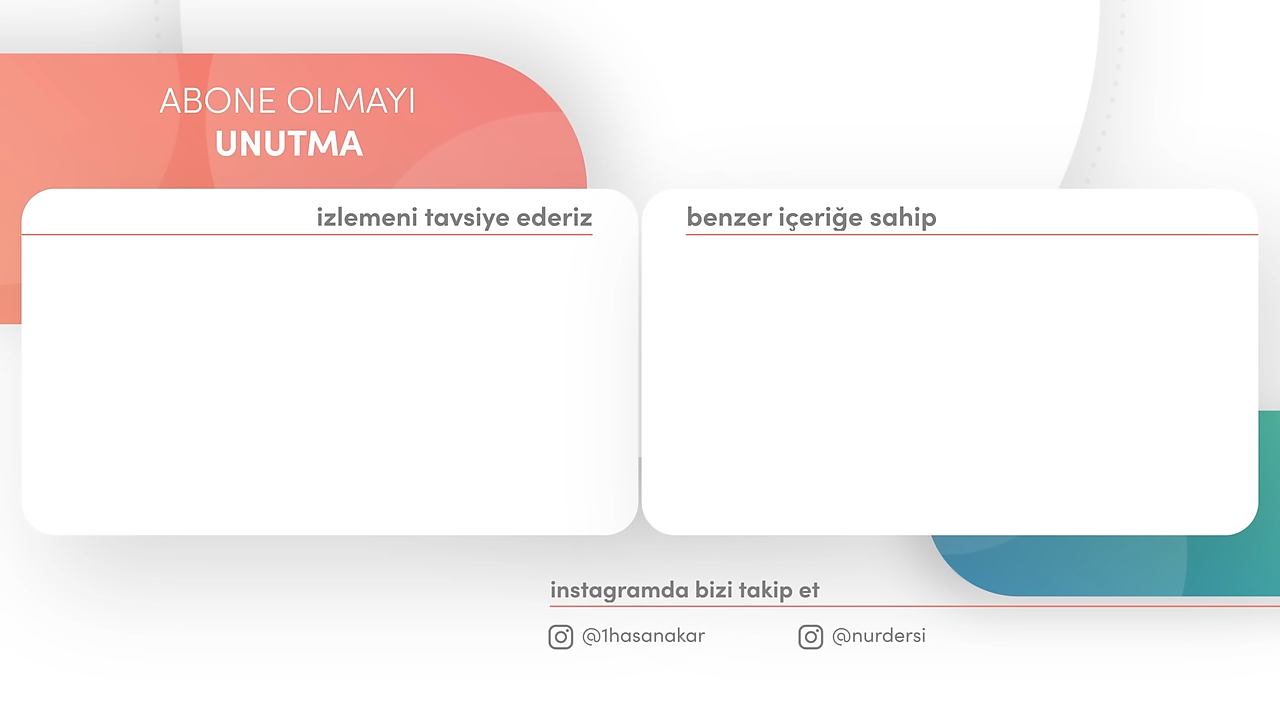 ABONE OLMAYI
UNUTMA
izlemeni tavsiye ederiz
benzer içeriğe sahip
instagramda bizi takip et
@1hasanakar
@nurdersi